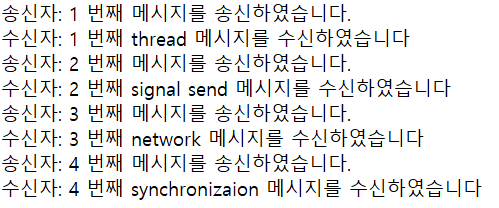 송신자: 1 번째 메시지를 송신하였습니다.
수신자: 1 번째 thread 메시지를 수신하였습니다
송신자: 2 번째 메시지를 송신하였습니다.
수신자: 2 번째 signal send 메시지를 수신하였습니다
송신자: 3 번째 메시지를 송신하였습니다.
수신자: 3 번째 network 메시지를 수신하였습니다
송신자: 4 번째 메시지를 송신하였습니다.
수신자: 4 번째 synchronizaion 메시지를 수신하였습니다